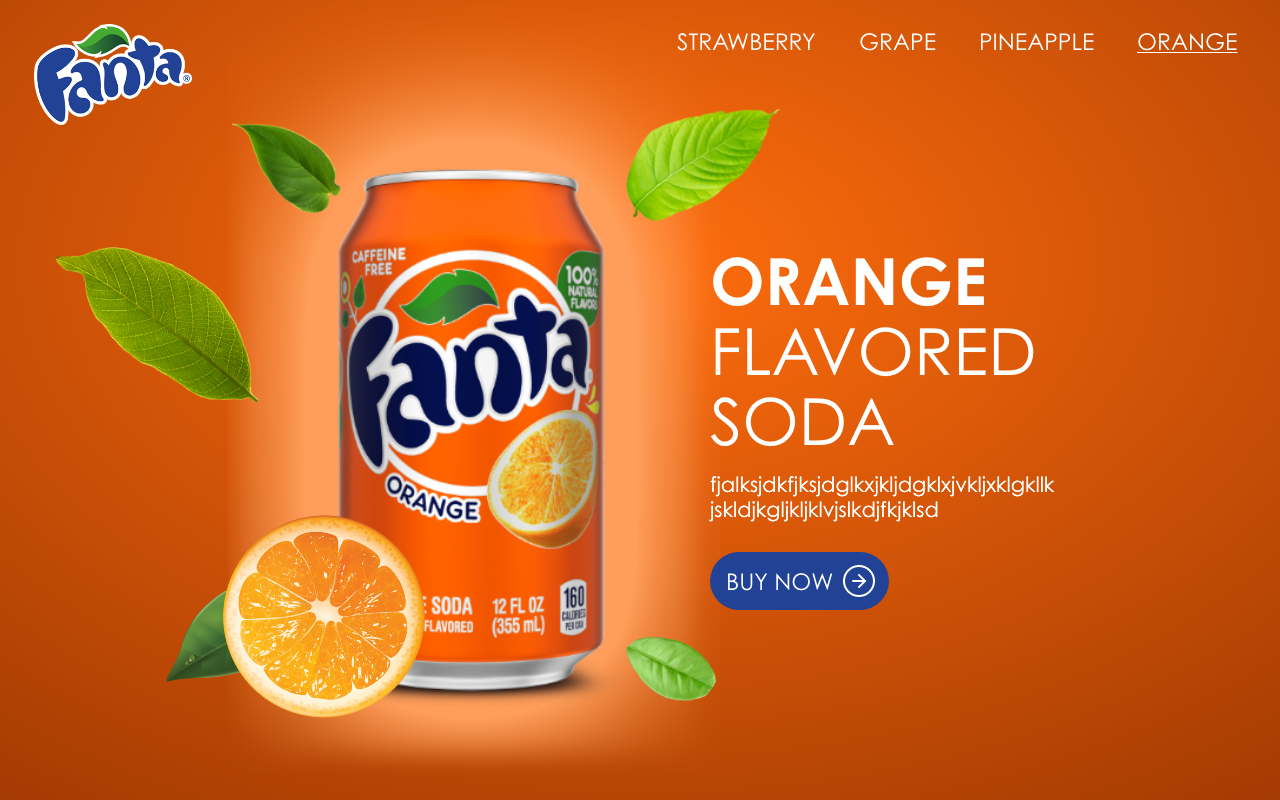 Fanta®
STRAWBERRY GRAPE PINEAPPLE ORANGE
CAFFEINE
FREE
100%
NATURAL
FLAVORS
Fanta
ORANGE
ORANGE
FLAVORED
SODA
fjalksjdkfjksjdglkxjkljdgklxjvkljxklgkllk
jskldjkgljkljklvjslkdjfkjklsd
BUY NOW
SODA
FLAVORED
12 FL OZ
(355 mL)
160
CALORIES
PER CAN